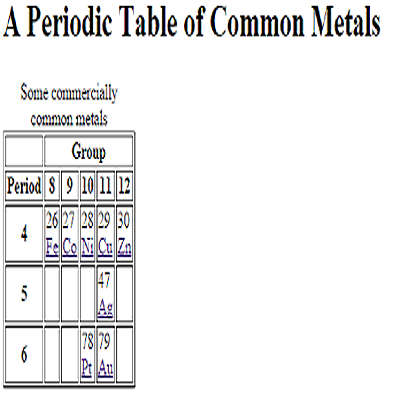 A Periodic Table of Common Metals
Some commercially
common metals
Group
Period 8 9 10 11 12
4 26 27 28 29 30
Fe Co Ni Cu Zn
5 47
Ag
6 78 79
Pt Au